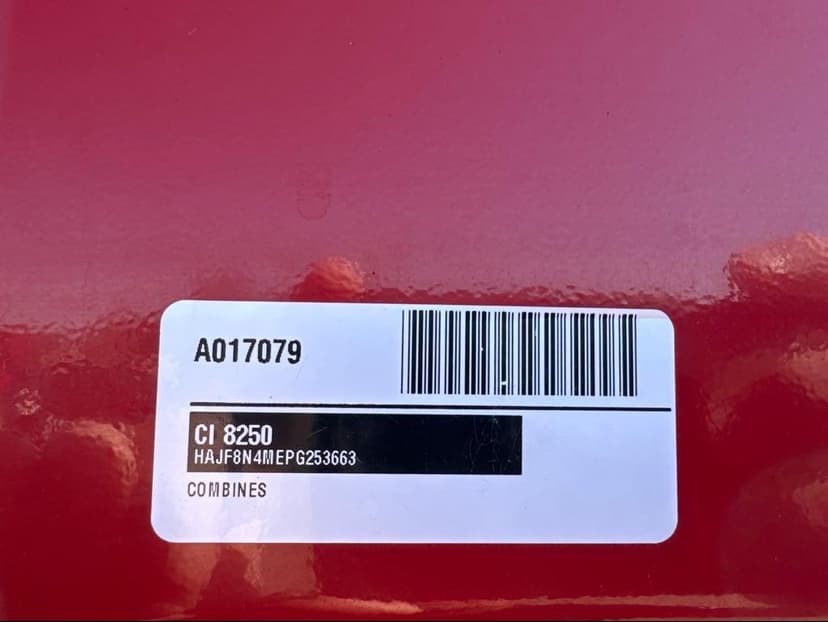 A017079
CI 8250
HAJF8N4MEPG253663
COMBINES